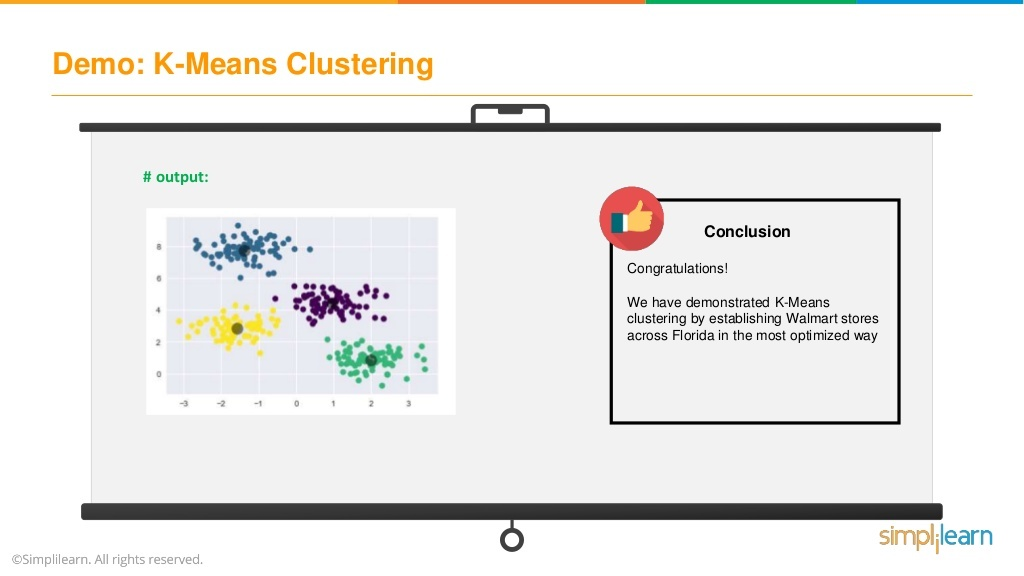 Demo: K-Means Clustering
# output:
8
6
4
2
0
−3 −2 −1 0 1 2 3
Conclusion
Congratulations!
We have demonstrated K-Means
clustering by establishing Walmart stores
across Florida in the most optimized way
simplilearn
©Simplilearn. All rights reserved.